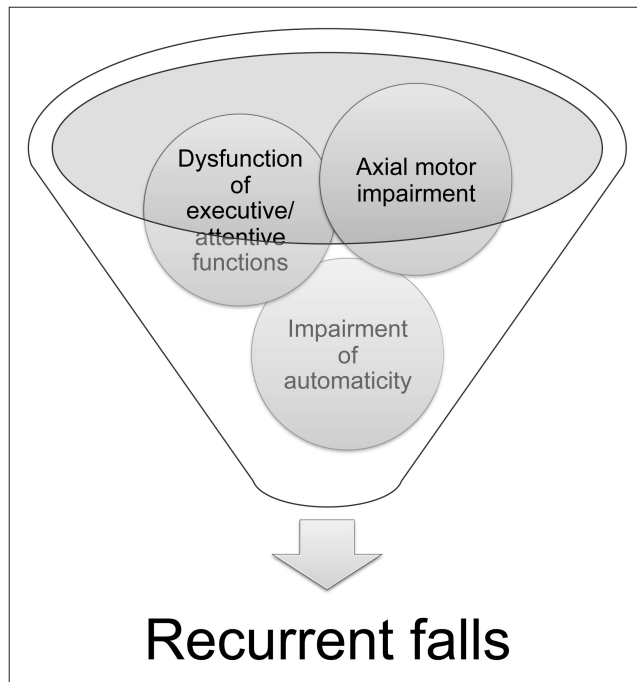 Dysfunction
of
executive/
attentive
functions
Axial motor
impairment
Impairment
of
automaticity
Recurrent falls